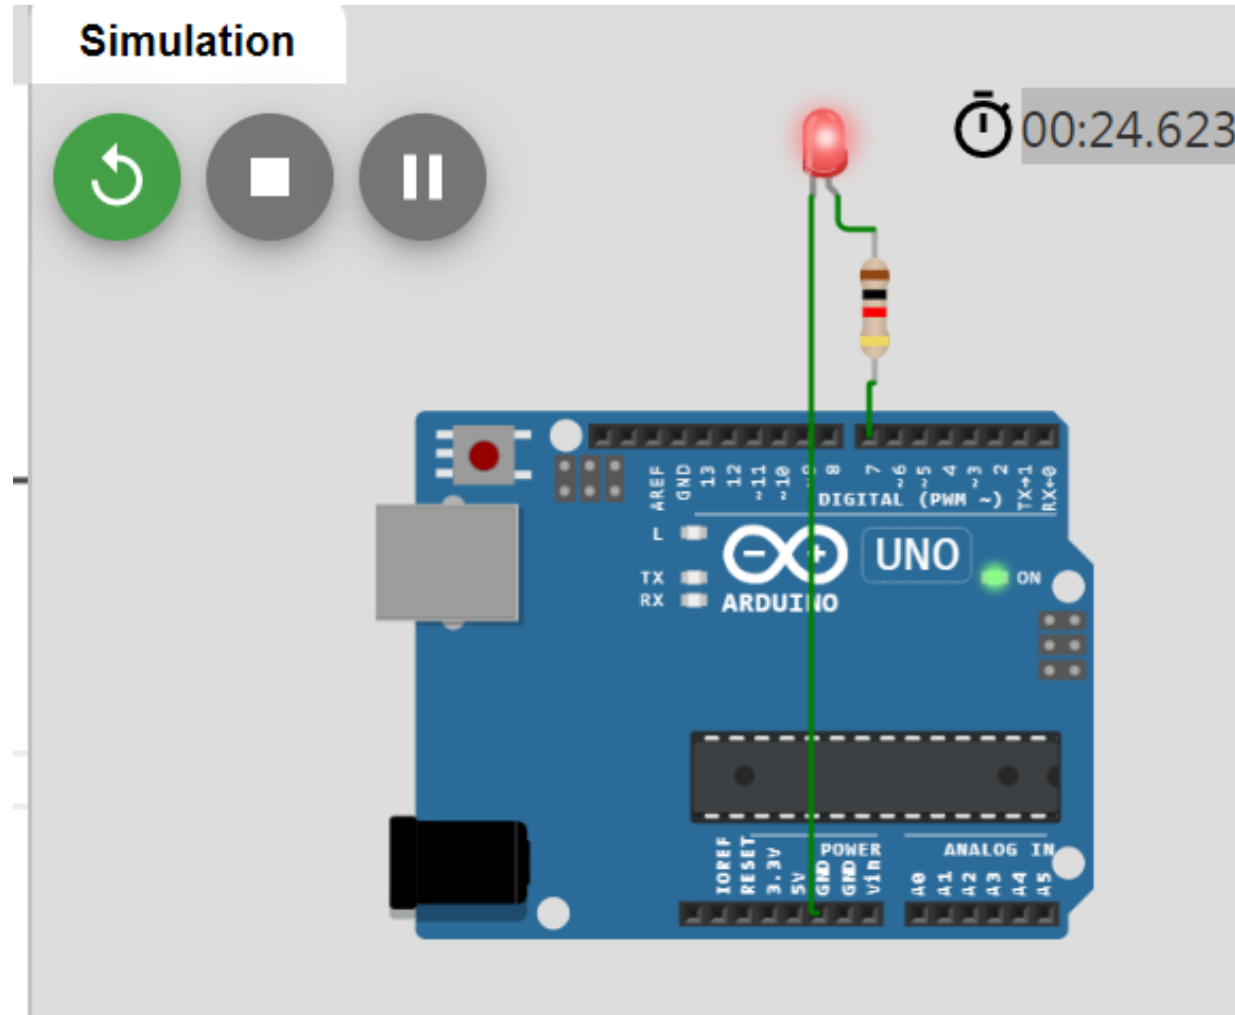 Simulation
00:24.623
AREF
GND
13
12
~11
~10
~9
8
7
~6
~5
4
~3
2
TX→1
RX←0
DIGITAL (PWM ~)
L
TX
RX
UNO
ON
ARDUINO
IOREF
RESET
3.3V
5V
GND
GND
Vin
POWER
ANALOG IN
A0
A1
A2
A3
A4
A5